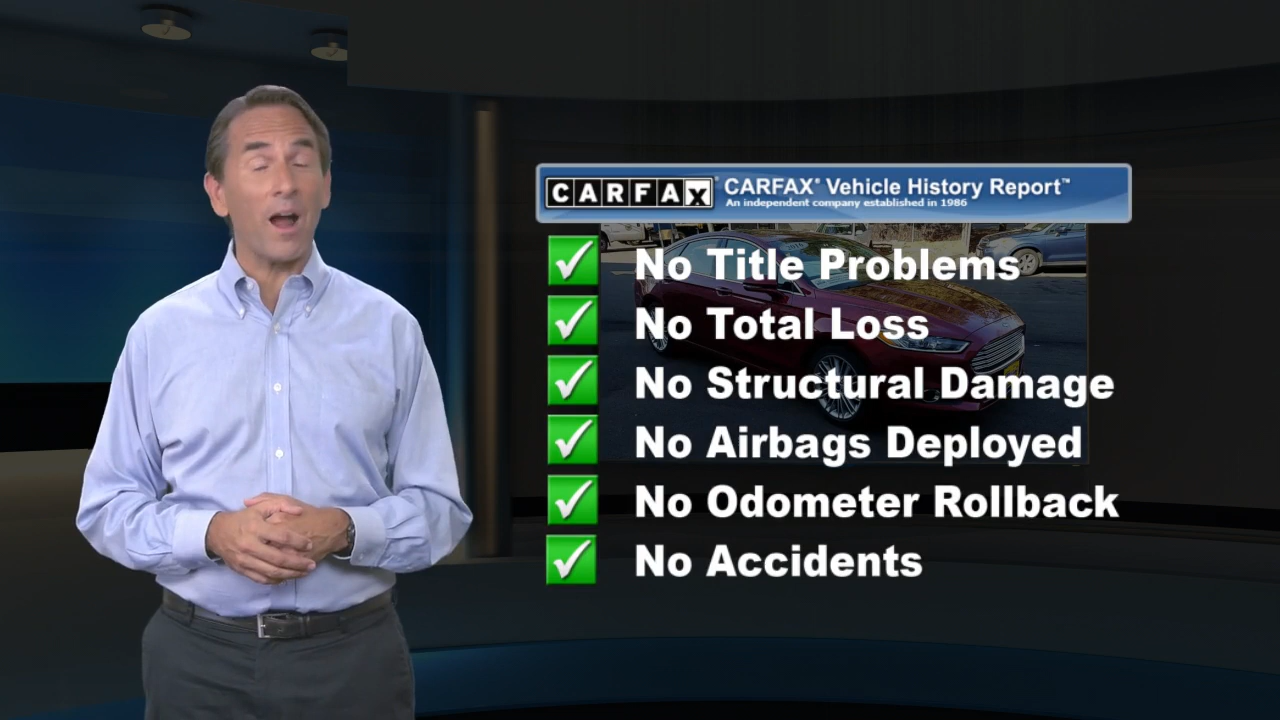 CARFAX® CARFAX® Vehicle History Report™
An independent company established in 1986
No Title Problems
No Total Loss
No Structural Damage
No Airbags Deployed
No Odometer Rollback
No Accidents